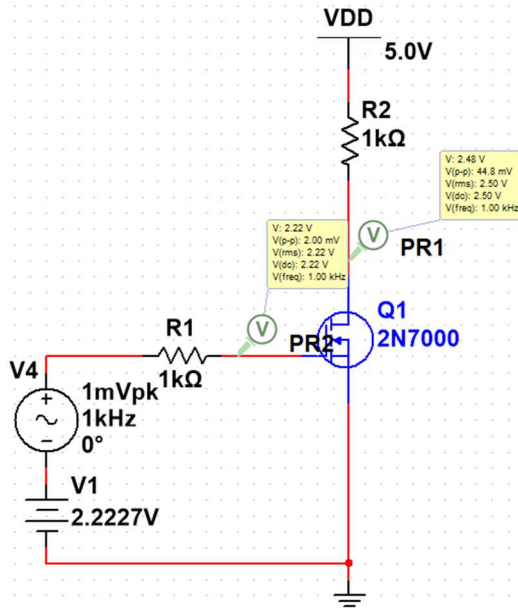 VDD
5.0V
R2
1kΩ
V: 2.48 V
V(p-p): 44.8 mV
V(rms): 2.50 V
V(dc): 2.50 V
V(freq): 1.00 kHz
V
PR1
V: 2.22 V
V(p-p): 2.00 mV
V(rms): 2.22 V
V(dc): 2.22 V
V(freq): 1.00 kHz
V
PR2
Q1
2N7000
R1
1kΩ
V4
1mVpk
1kHz
0°
V1
2.2227V